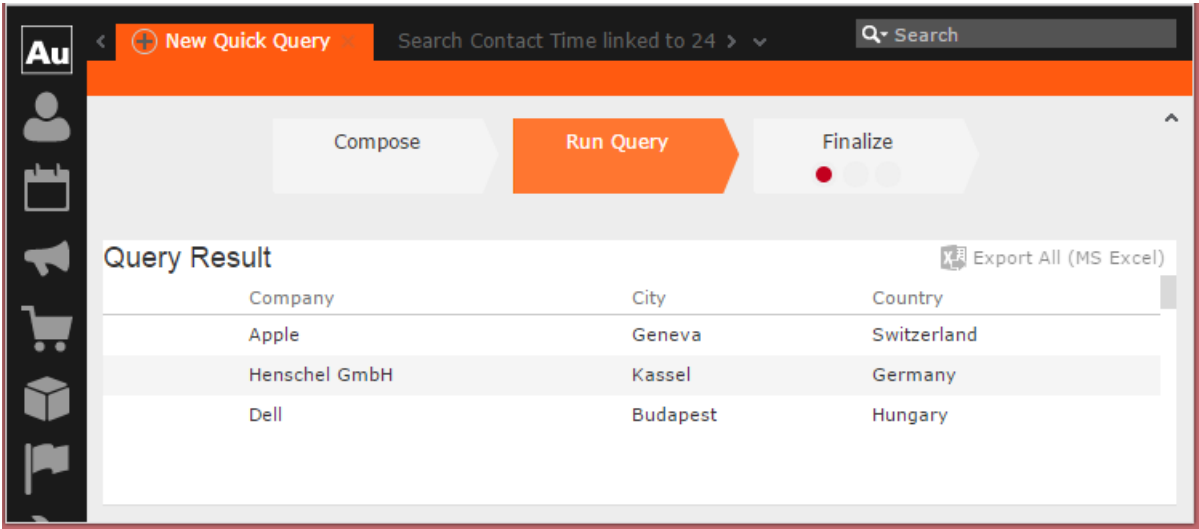 Au
New Quick Query
Search Contact Time linked to 24
Search
Compose
Run Query
Finalize
Query Result
Export All (MS Excel)
Company City Country
Apple Geneva Switzerland
Henschel GmbH Kassel Germany
Dell Budapest Hungary